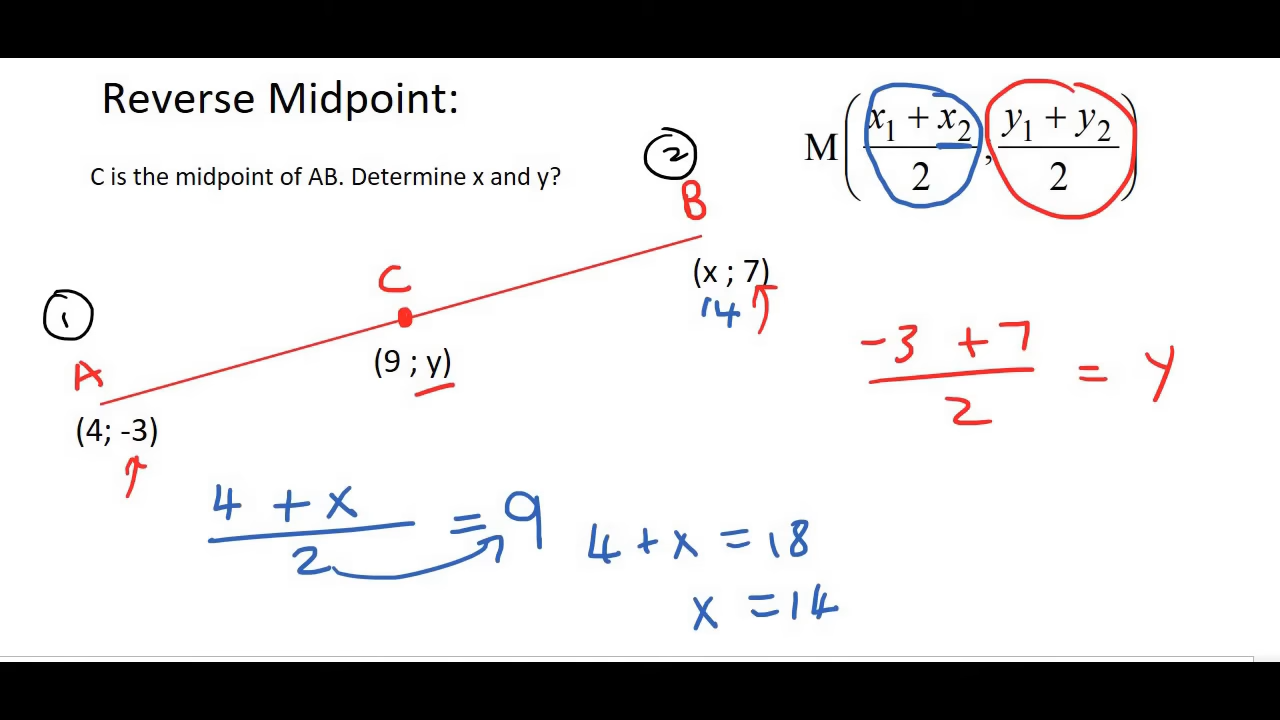 Reverse Midpoint:
C is the midpoint of AB. Determine x and y?
M(x₁ + x₂ / 2 , y₁ + y₂ / 2)
2
B
(x ; 7)
14
C
(9 ; y)
1
A
(4; -3)
-3 + 7 / 2 = y
4 + x / 2 = 9
4 + x = 18
x = 14